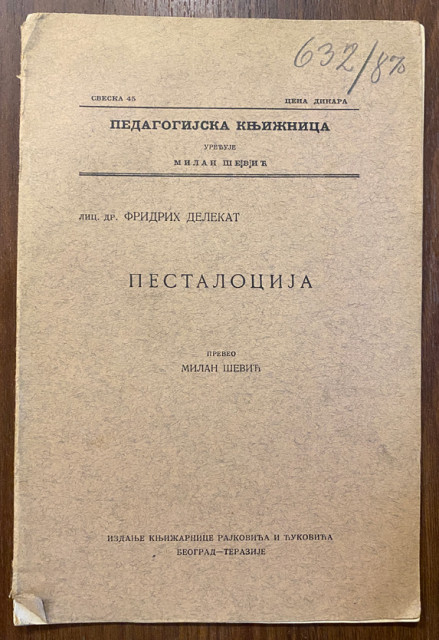 632/870
СВЕСКА 45 ЦЕНА ДИНАРА
ПЕДАГОГИЈСКА КЊИЖНИЦА
УРЕЂУЈЕ
МИЛАН ШЕВИЋ
ЛИЦ. ДР. ФРИДРИХ ДЕЛЕКАТ
ПЕСТАЛОЦИЈА
ПРЕВЕО
МИЛАН ШЕВИЋ
ИЗДАЊЕ КЊИЖАРНИЦЕ РАЈКОВИЋА И ЋУКОВИЋА
БЕОГРАД—ТЕРАЗИЈЕ